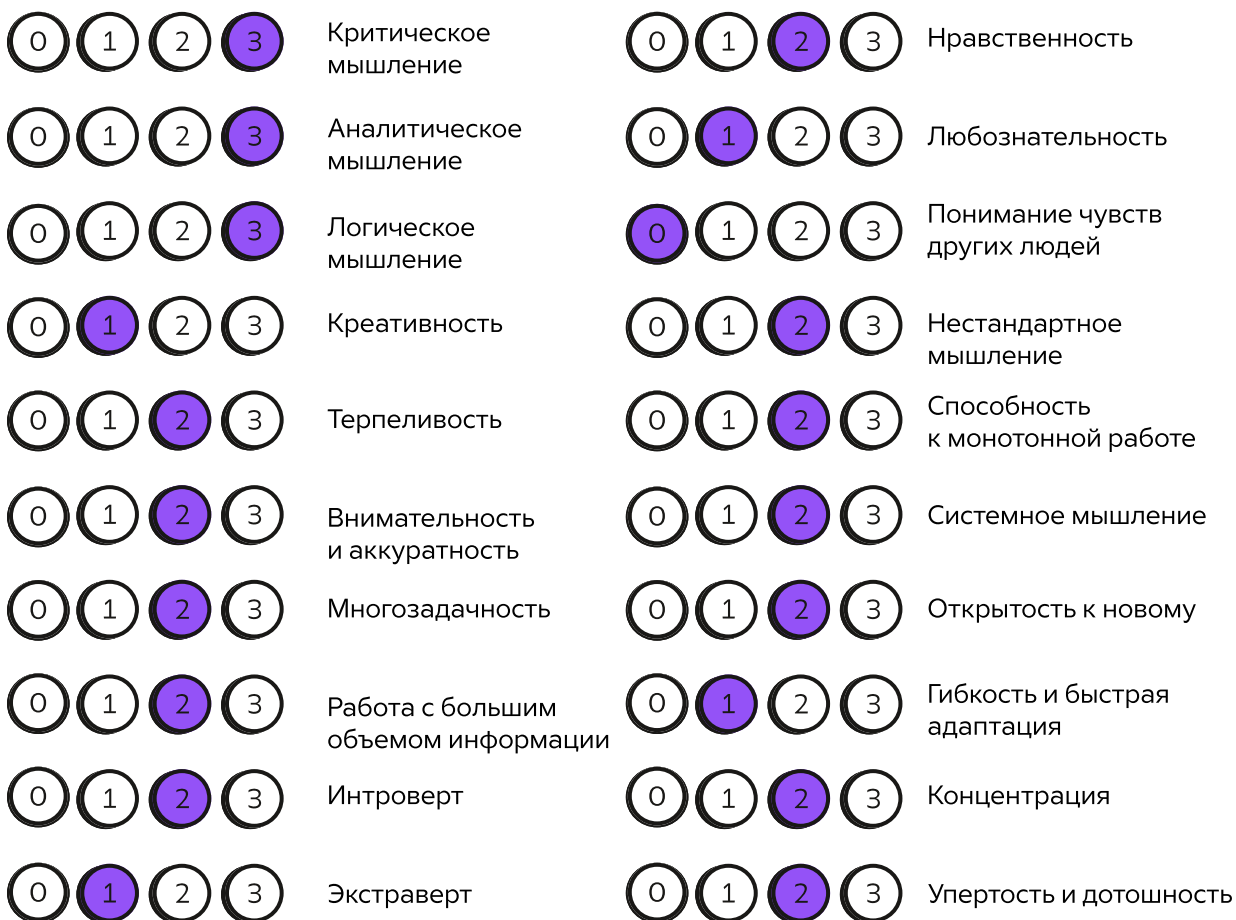 0 1 2 3 Критическое
мышление
0 1 2 3 Аналитическое
мышление
0 1 2 3 Логическое
мышление
0 1 2 3 Креативность
0 1 2 3 Терпеливость
0 1 2 3 Внимательность
и аккуратность
0 1 2 3 Многозадачность
0 1 2 3 Работа с большим
объемом информации
0 1 2 3 Интроверт
0 1 2 3 Экстраверт
0 1 2 3 Нравственность
0 1 2 3 Любознательность
0 1 2 3 Понимание чувств
других людей
0 1 2 3 Нестандартное
мышление
0 1 2 3 Способность
к монотонной работе
0 1 2 3 Системное мышление
0 1 2 3 Открытость к новому
0 1 2 3 Гибкость и быстрая
адаптация
0 1 2 3 Концентрация
0 1 2 3 Упертость и дотошность